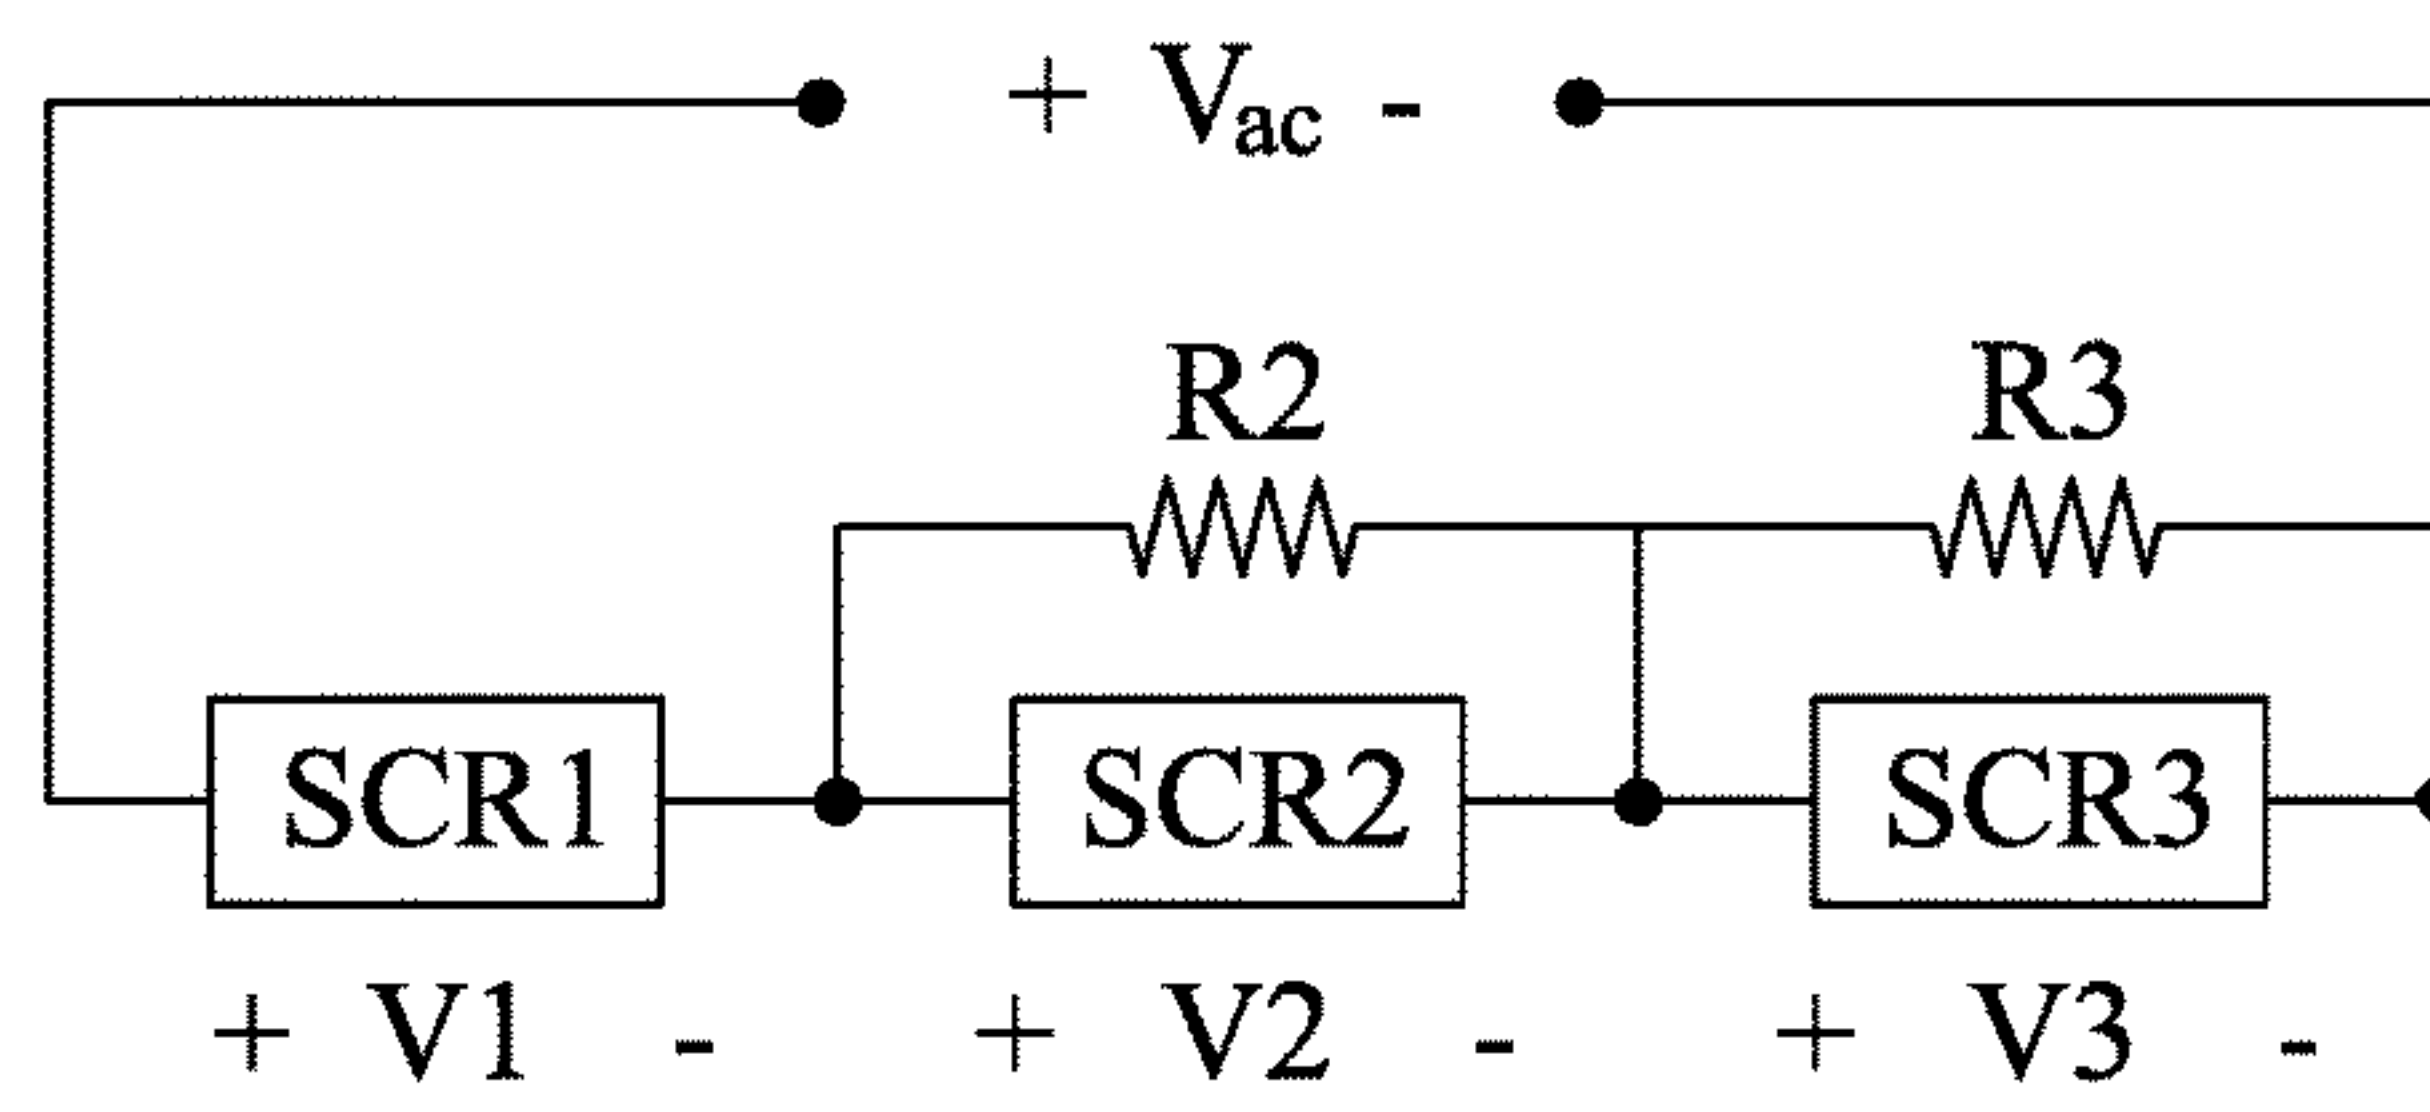 + Vac -
R2 R3
SCR1 SCR2 SCR3
+ V1 - + V2 - + V3 -